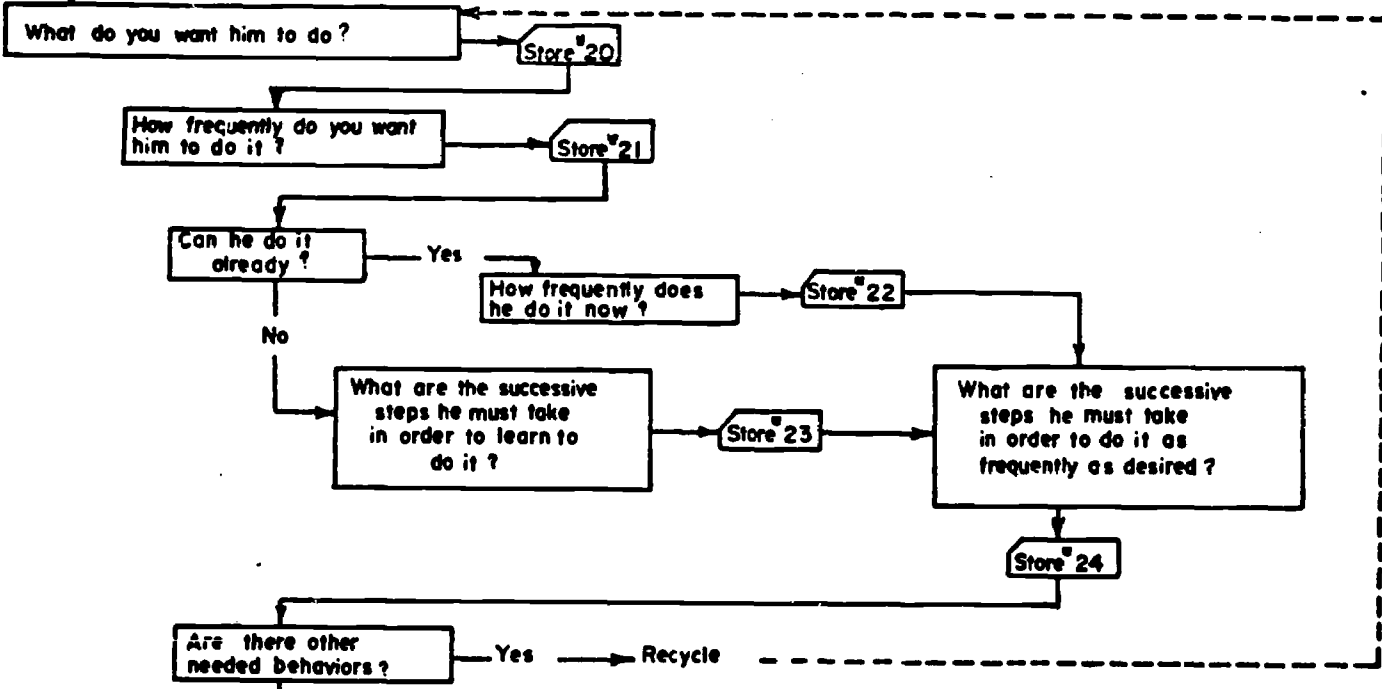 What do you want him to do?
Store #20
How frequently do you want
him to do it?
Store #21
Can he do it
already?
Yes
How frequently does
he do it now?
Store #22
No
What are the successive
steps he must take
in order to learn to
do it?
Store #23
What are the successive
steps he must take
in order to do it as
frequently as desired?
Store #24
Are there other
needed behaviors?
Yes
Recycle